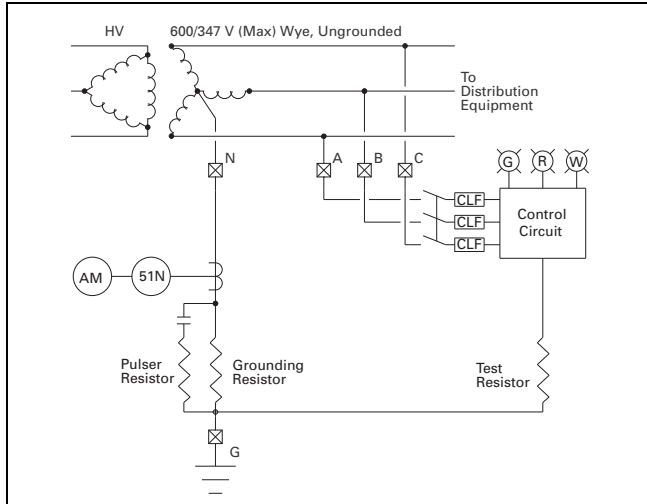 HV
600/347 V (Max) Wye, Ungrounded
To
Distribution
Equipment
N
A
B
C
G
R
W
CLF
CLF
CLF
Control
Circuit
AM
51N
Pulser
Resistor
Grounding
Resistor
Test
Resistor
G